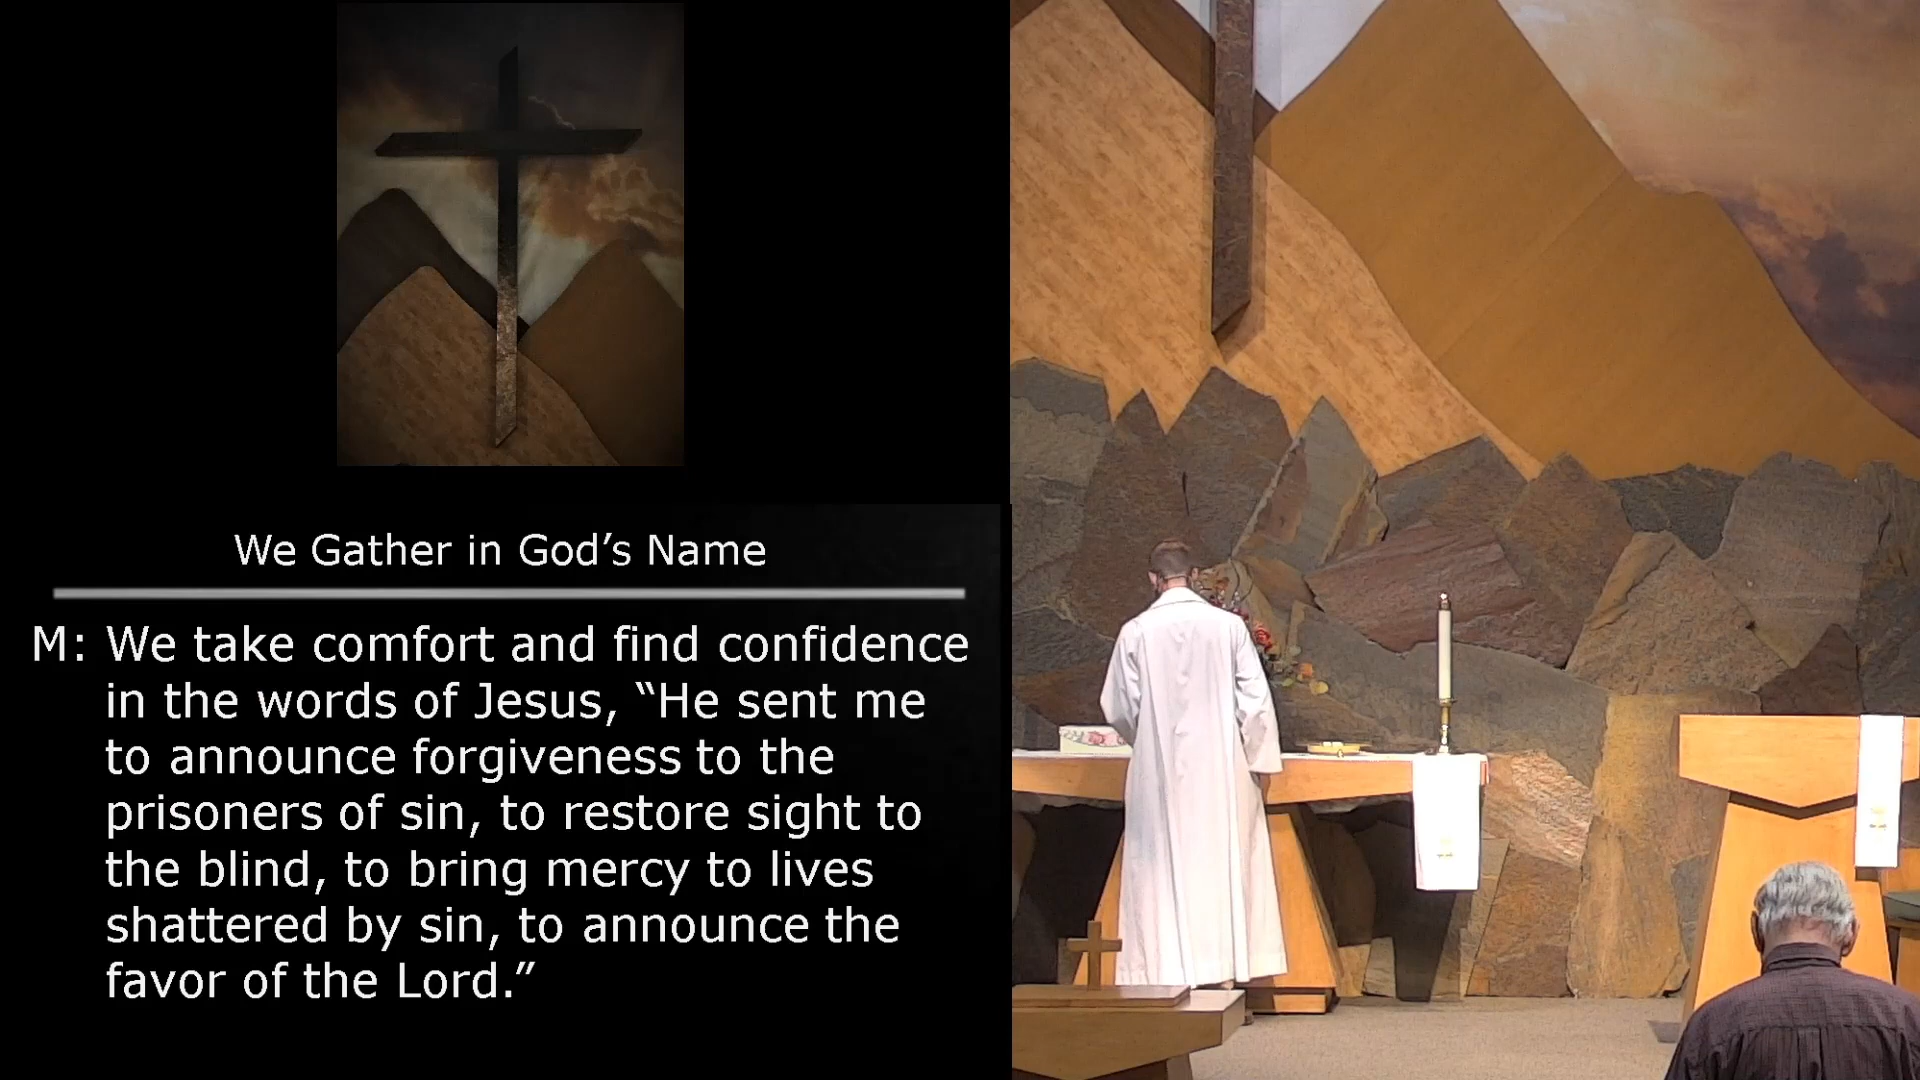 We Gather in God’s Name
M: We take comfort and find confidence
in the words of Jesus, “He sent me
to announce forgiveness to the
prisoners of sin, to restore sight to
the blind, to bring mercy to lives
shattered by sin, to announce the
favor of the Lord.”